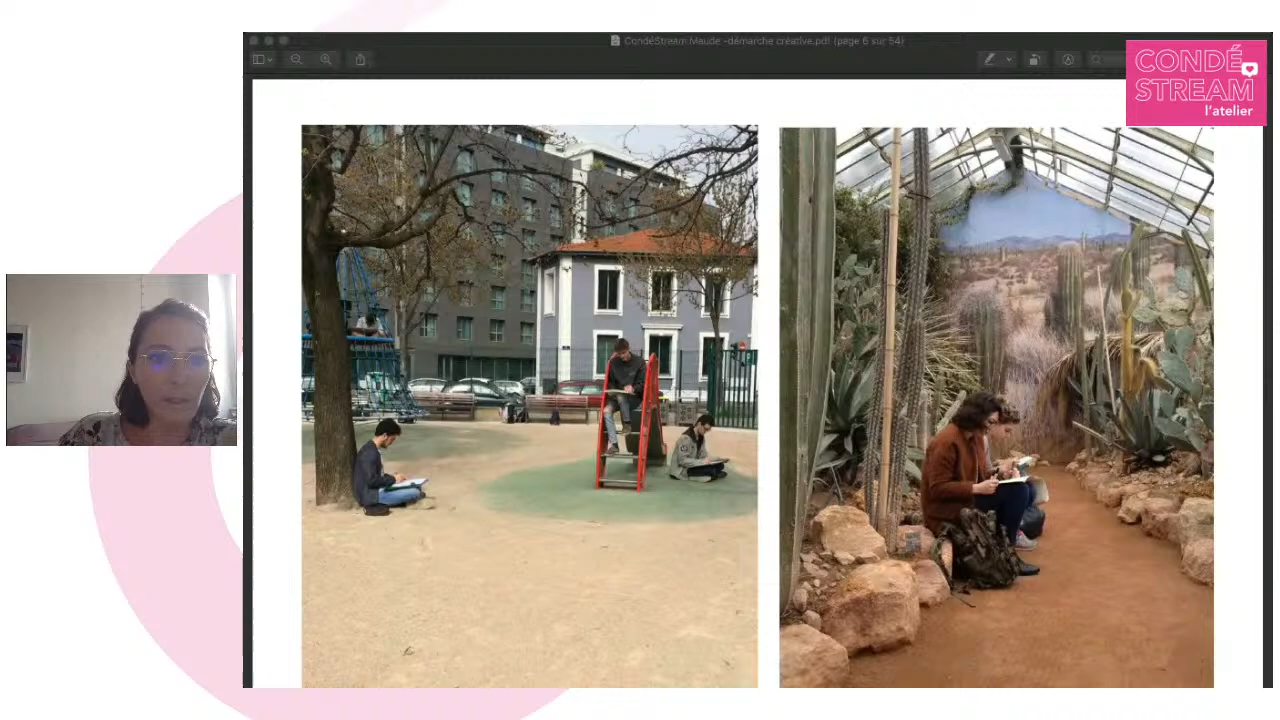 CondéStream Maude -démarche créative.pdf (page 6 sur 54)
CONDÉ
STREAM
l'atelier